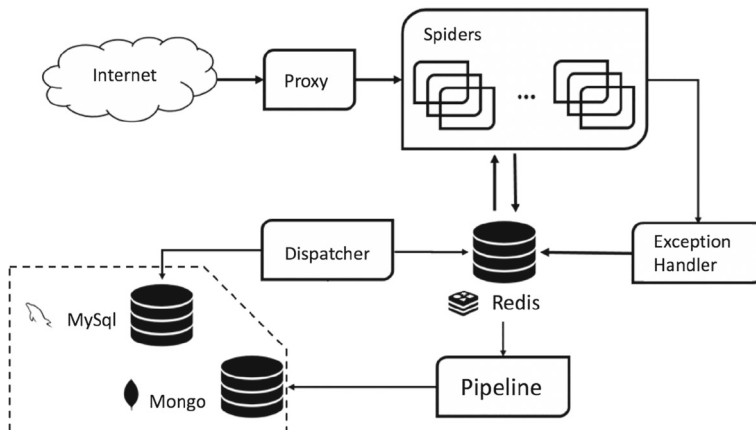 Spiders
Internet
Proxy
...
Dispatcher
Exception
Handler
Redis
MySql
Pipeline
Mongo